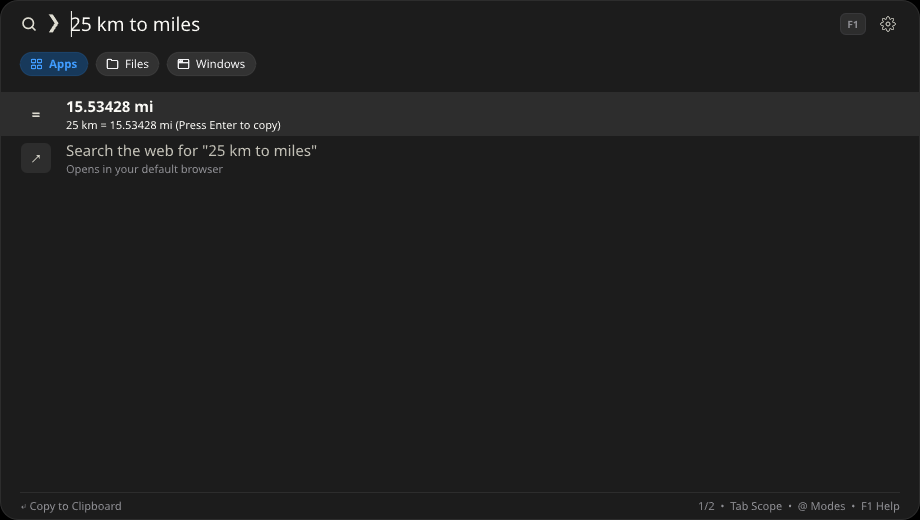 ❯ 25 km to miles F1
Apps Files Windows
= 15.53428 mi
25 km = 15.53428 mi (Press Enter to copy)
↗ Search the web for "25 km to miles"
Opens in your default browser
↵ Copy to Clipboard 1/2 • Tab Scope • @ Modes • F1 Help